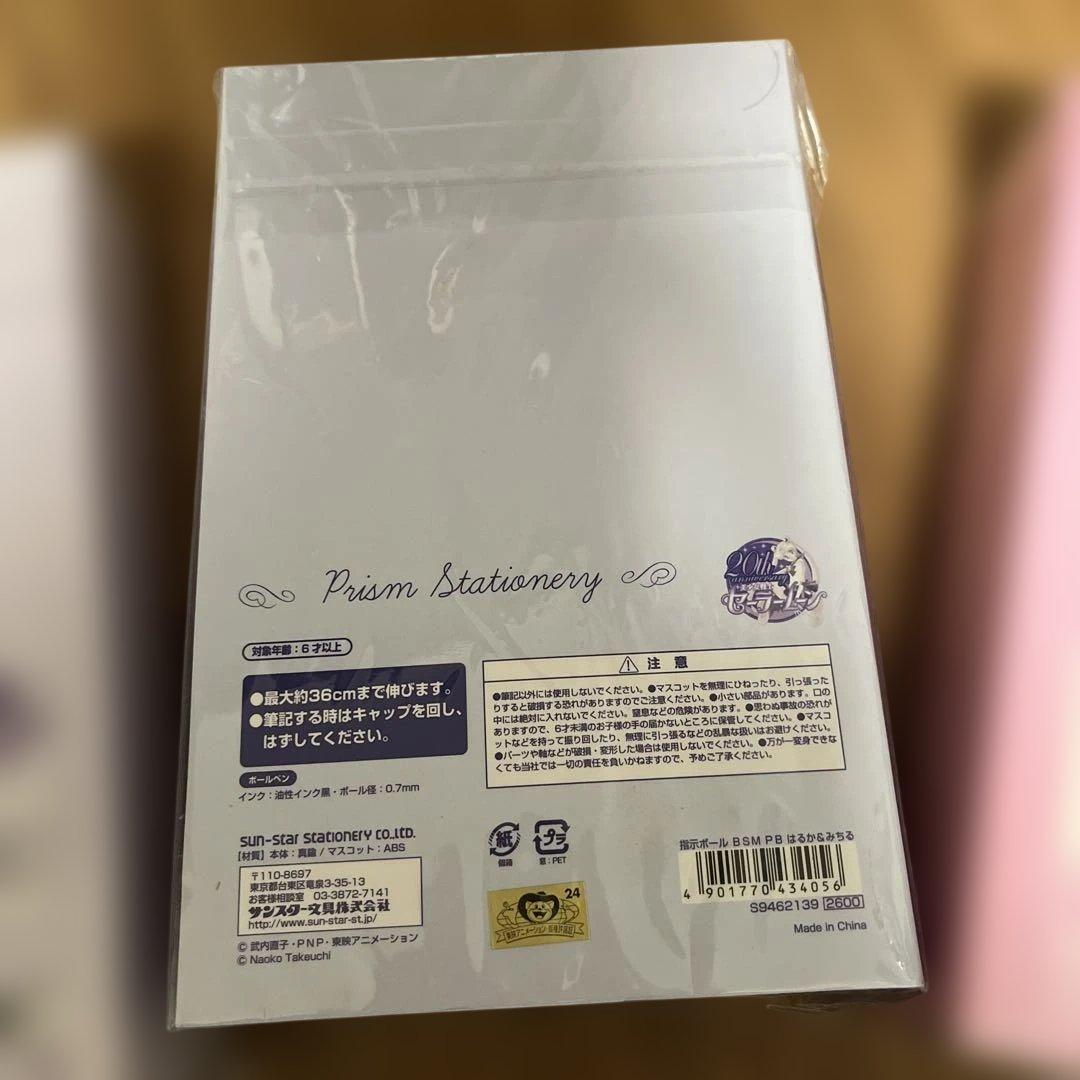 Prism Stationery
20th
anniversary
セーラームーン
対象年齢:6才以上
●最大約36cmまで伸びます。
●筆記する時はキャップを回し、
はずしてください。
ボールペン
インク:油性インク黒・ボール径:0.7mm
注意
●筆記以外には使用しないでください。●マスコットを無理にひねったり、引っ張った
りすると破損する恐れがありますのでご注意ください。●小さい部品があります。口の
中には絶対に入れないでください。窒息などの危険があります。●思わぬ事故の恐れが
ありますので、6才未満のお子様の手の届かないところに保管してください。●マスコ
ットなどを持って振り回したり、無理に引っ張るなどの乱暴な扱いはお避けください。
●パーツや軸などが破損・変形した場合は使用しないでください。●万が一変身できな
くても当社では一切の責任を負いかねますので、予めご了承ください。
sun-star stationery co.,ltd.
【材質】本体:真鍮/マスコット:ABS
〒110-8697
東京都台東区竜泉3-35-13
お客様相談室 03-3872-7141
サンスター文具株式会社
http://www.sun-star-st.jp/
© 武内直子・PNP・東映アニメーション
© Naoko Takeuchi
紙
個箱
プラ
窓:PET
24
東映アニメーション
指示ボール BSM PB はるか&みちる
4 901770 434056
S9462139 2600
Made in China